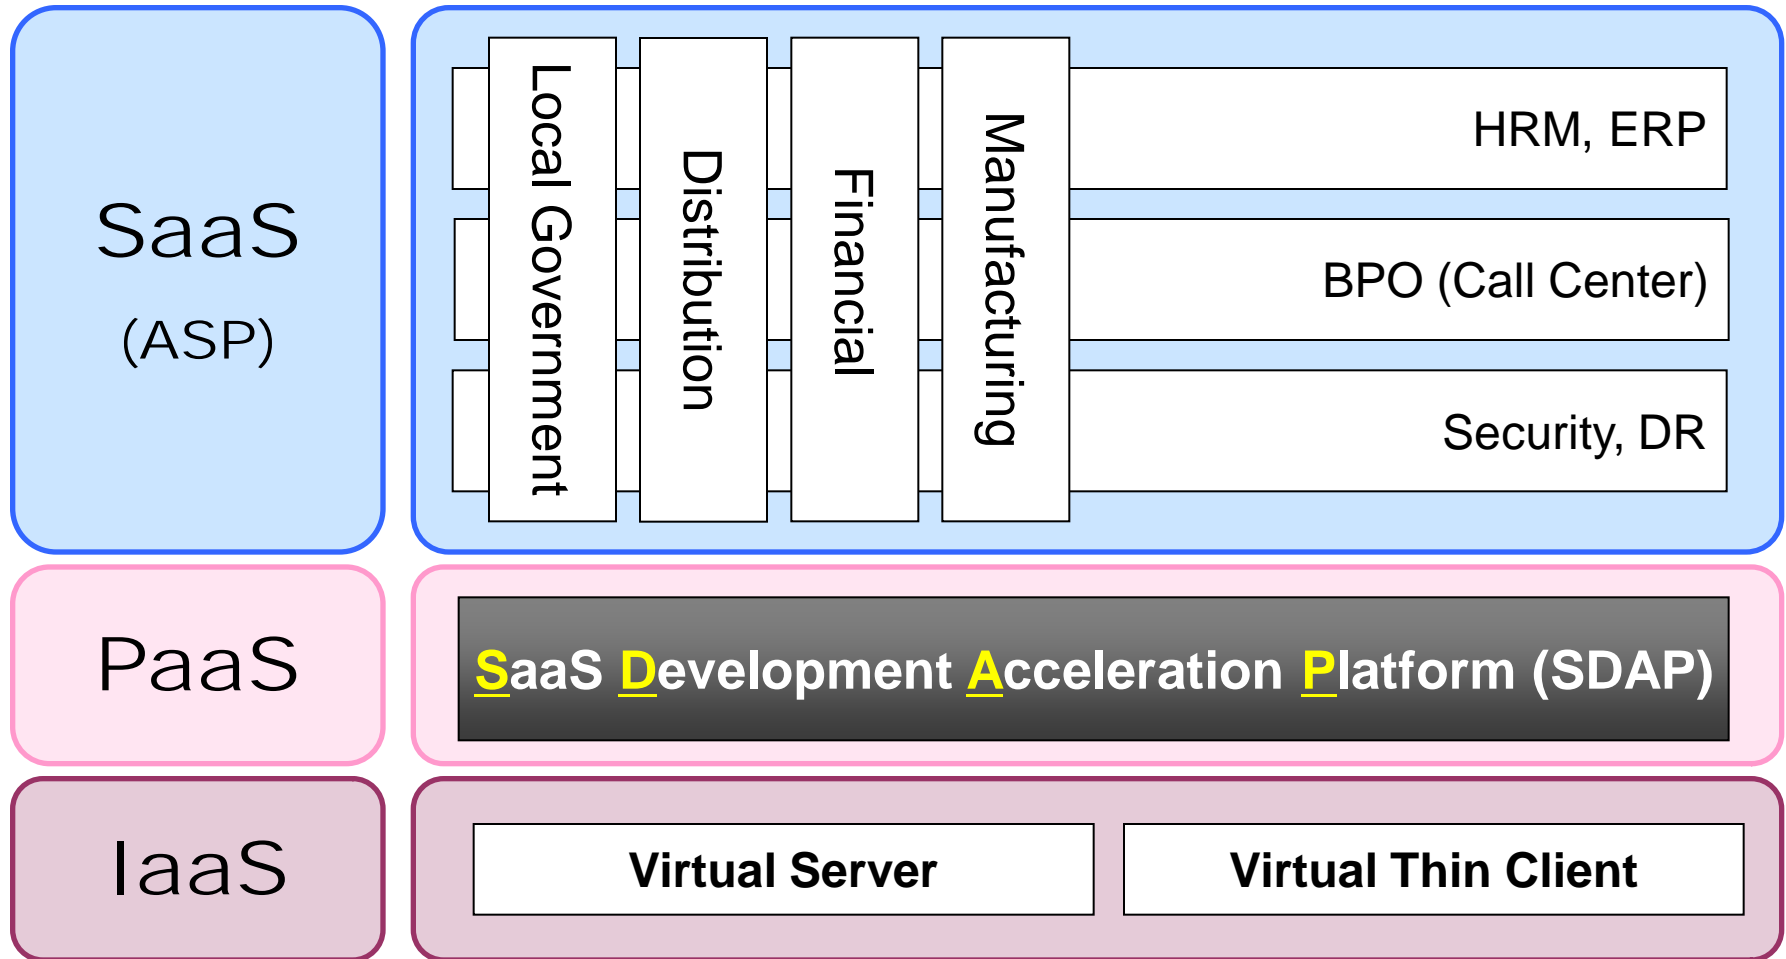 SaaS
(ASP)
Local Government
Distribution
Financial
Manufacturing
HRM, ERP
BPO (Call Center)
Security, DR
PaaS
SaaS Development Acceleration Platform (SDAP)
IaaS
Virtual Server
Virtual Thin Client